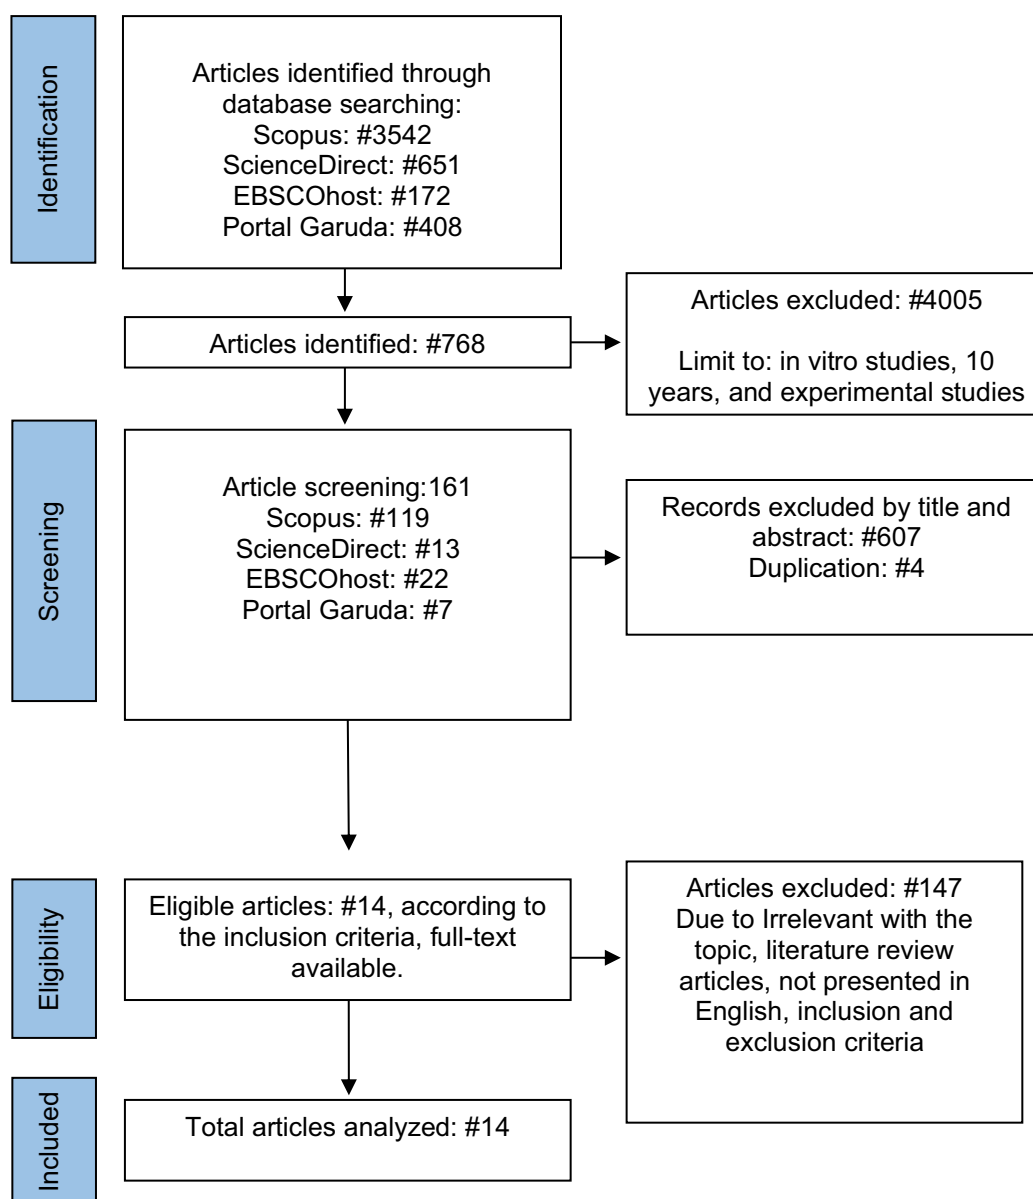 Identification
Articles identified through
database searching:
Scopus: #3542
ScienceDirect: #651
EBSCOhost: #172
Portal Garuda: #408
Articles identified: #768
Articles excluded: #4005
Limit to: in vitro studies, 10
years, and experimental studies
Screening
Article screening:161
Scopus: #119
ScienceDirect: #13
EBSCOhost: #22
Portal Garuda: #7
Records excluded by title and
abstract: #607
Duplication: #4
Eligibility
Eligible articles: #14, according to
the inclusion criteria, full-text
available.
Articles excluded: #147
Due to Irrelevant with the
topic, literature review
articles, not presented in
English, inclusion and
exclusion criteria
Included
Total articles analyzed: #14